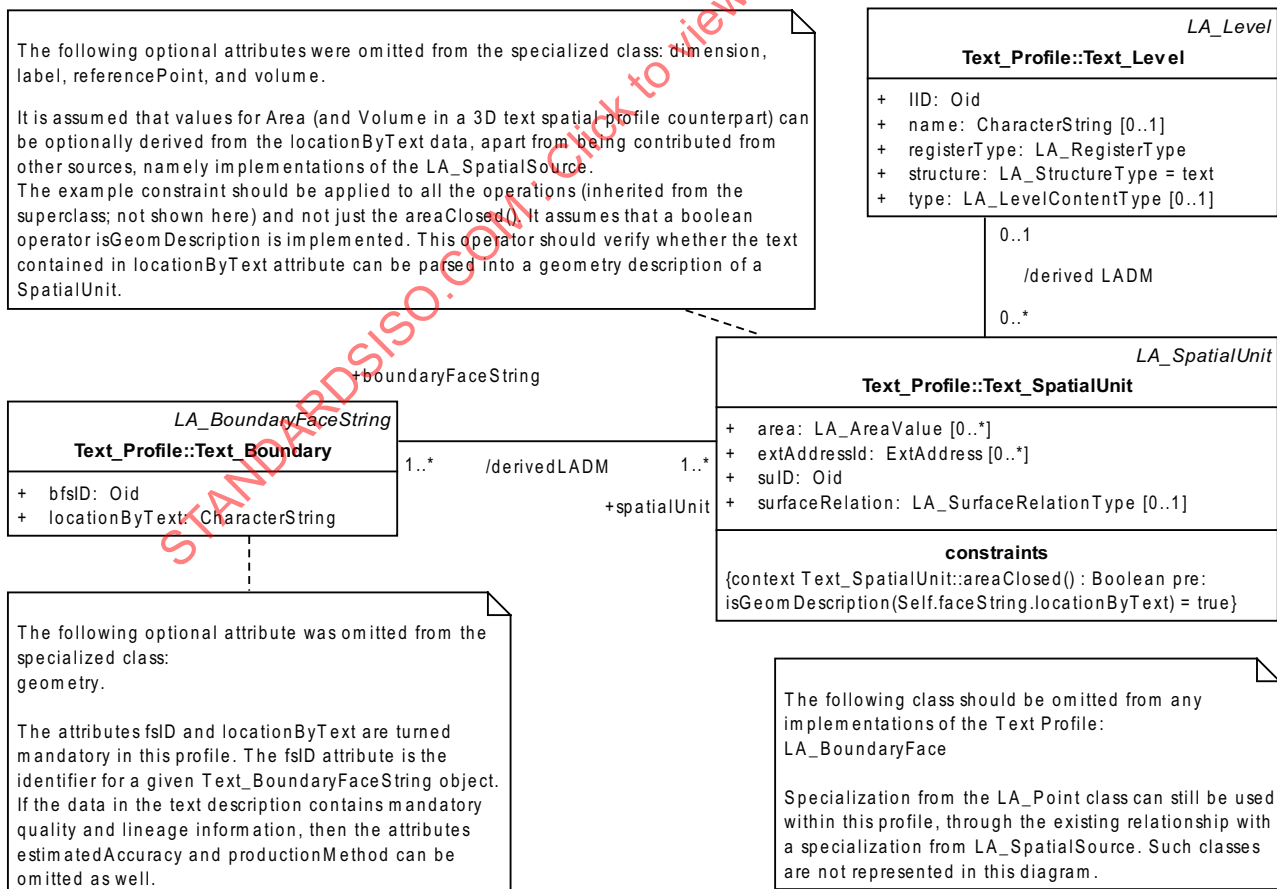 The following optional attributes were omitted from the specialized class: dimension,
label, referencePoint, and volume.
It is assumed that values for Area (and Volume in a 3D text spatial profile counterpart) can
be optionally derived from the locationByText data, apart from being contributed from
other sources, namely implementations of the LA_SpatialSource.
The example constraint should be applied to all the operations (inherited from the
superclass; not shown here) and not just the areaClosed(). It assumes that a boolean
operator isGeomDescription is implemented. This operator should verify whether the text
contained in locationByText attribute can be parsed into a geometry description of a
SpatialUnit.
LA_Level
Text_Profile::Text_Level
+ lID: Oid
+ name: CharacterString [0..1]
+ registerType: LA_RegisterType
+ structure: LA_StructureType = text
+ type: LA_LevelContentType [0..1]
0..1
/derived LADM
0..*
LA_SpatialUnit
Text_Profile::Text_SpatialUnit
+ area: LA_AreaValue [0..*]
+ extAddressId: ExtAddress [0..*]
+ suID: Oid
+ surfaceRelation: LA_SurfaceRelationType [0..1]
constraints
{context Text_SpatialUnit::areaClosed() : Boolean pre:
isGeomDescription(Self.faceString.locationByText) = true}
+boundaryFaceString
1..* /derivedLADM 1..*
+spatialUnit
LA_BoundaryFaceString
Text_Profile::Text_Boundary
+ bfsID: Oid
+ locationByText: CharacterString
The following optional attribute was omitted from the
specialized class:
geometry.
The attributes fsID and locationByText are turned
mandatory in this profile. The fsID attribute is the
identifier for a given Text_BoundaryFaceString object.
If the data in the text description contains mandatory
quality and lineage information, then the attributes
estimatedAccuracy and productionMethod can be
omitted as well.
The following class should be omitted from any
implementations of the Text Profile:
LA_BoundaryFace
Specialization from the LA_Point class can still be used
within this profile, through the existing relationship with
a specialization from LA_SpatialSource. Such classes
are not represented in this diagram.
STANDARDSISO.COM : Click to view